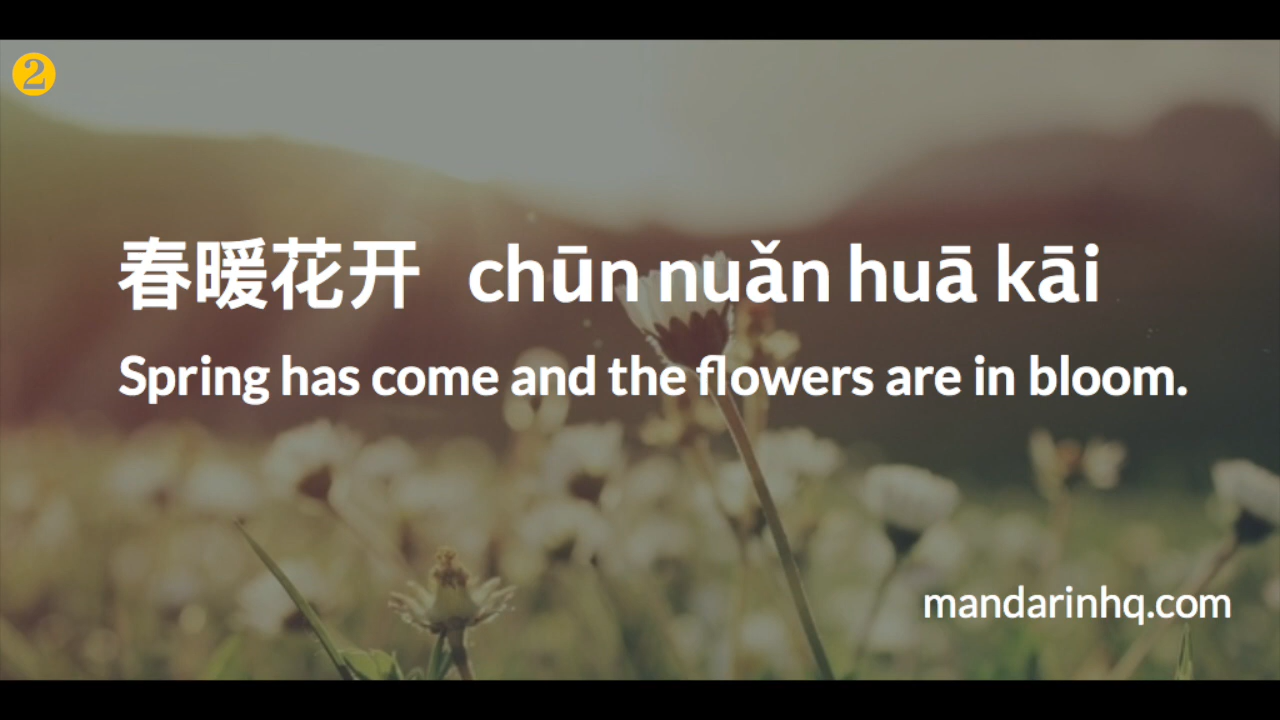 2
春暖花开 chūn nuǎn huā kāi
Spring has come and the flowers are in bloom.
mandarinhq.com